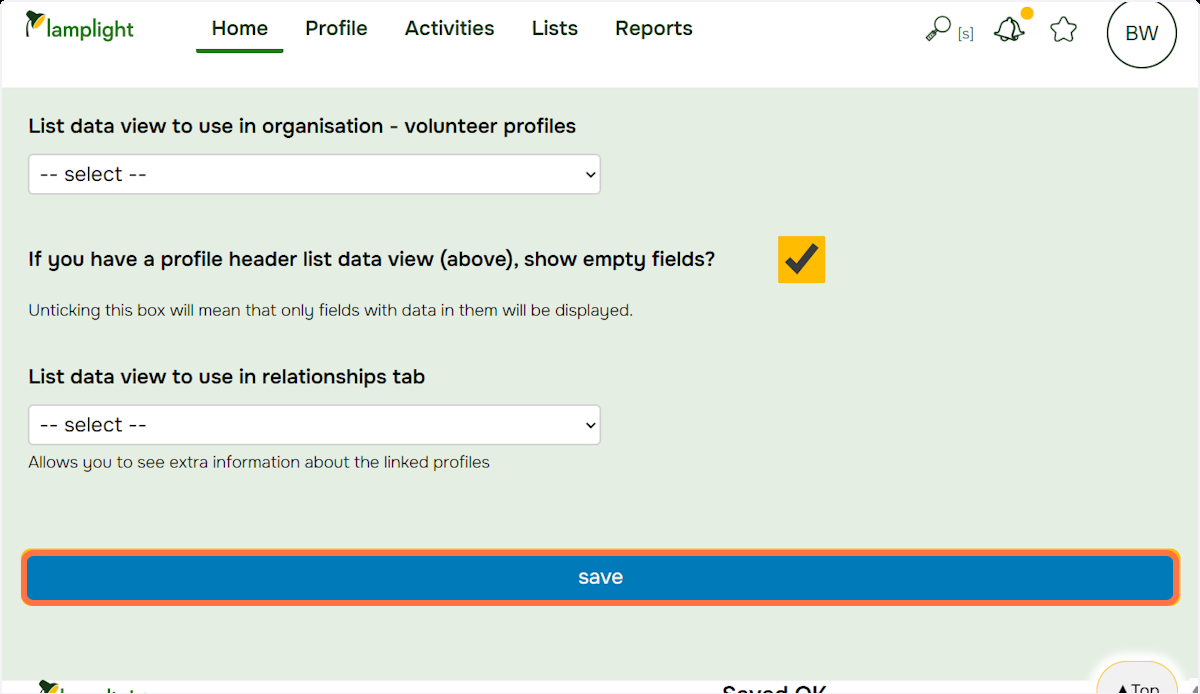 lamplight Home Profile Activities Lists Reports [s] BW
List data view to use in organisation - volunteer profiles
-- select --
If you have a profile header list data view (above), show empty fields?
Unticking this box will mean that only fields with data in them will be displayed.
List data view to use in relationships tab
-- select --
Allows you to see extra information about the linked profiles
save
lamplight Saved OK ▲Top